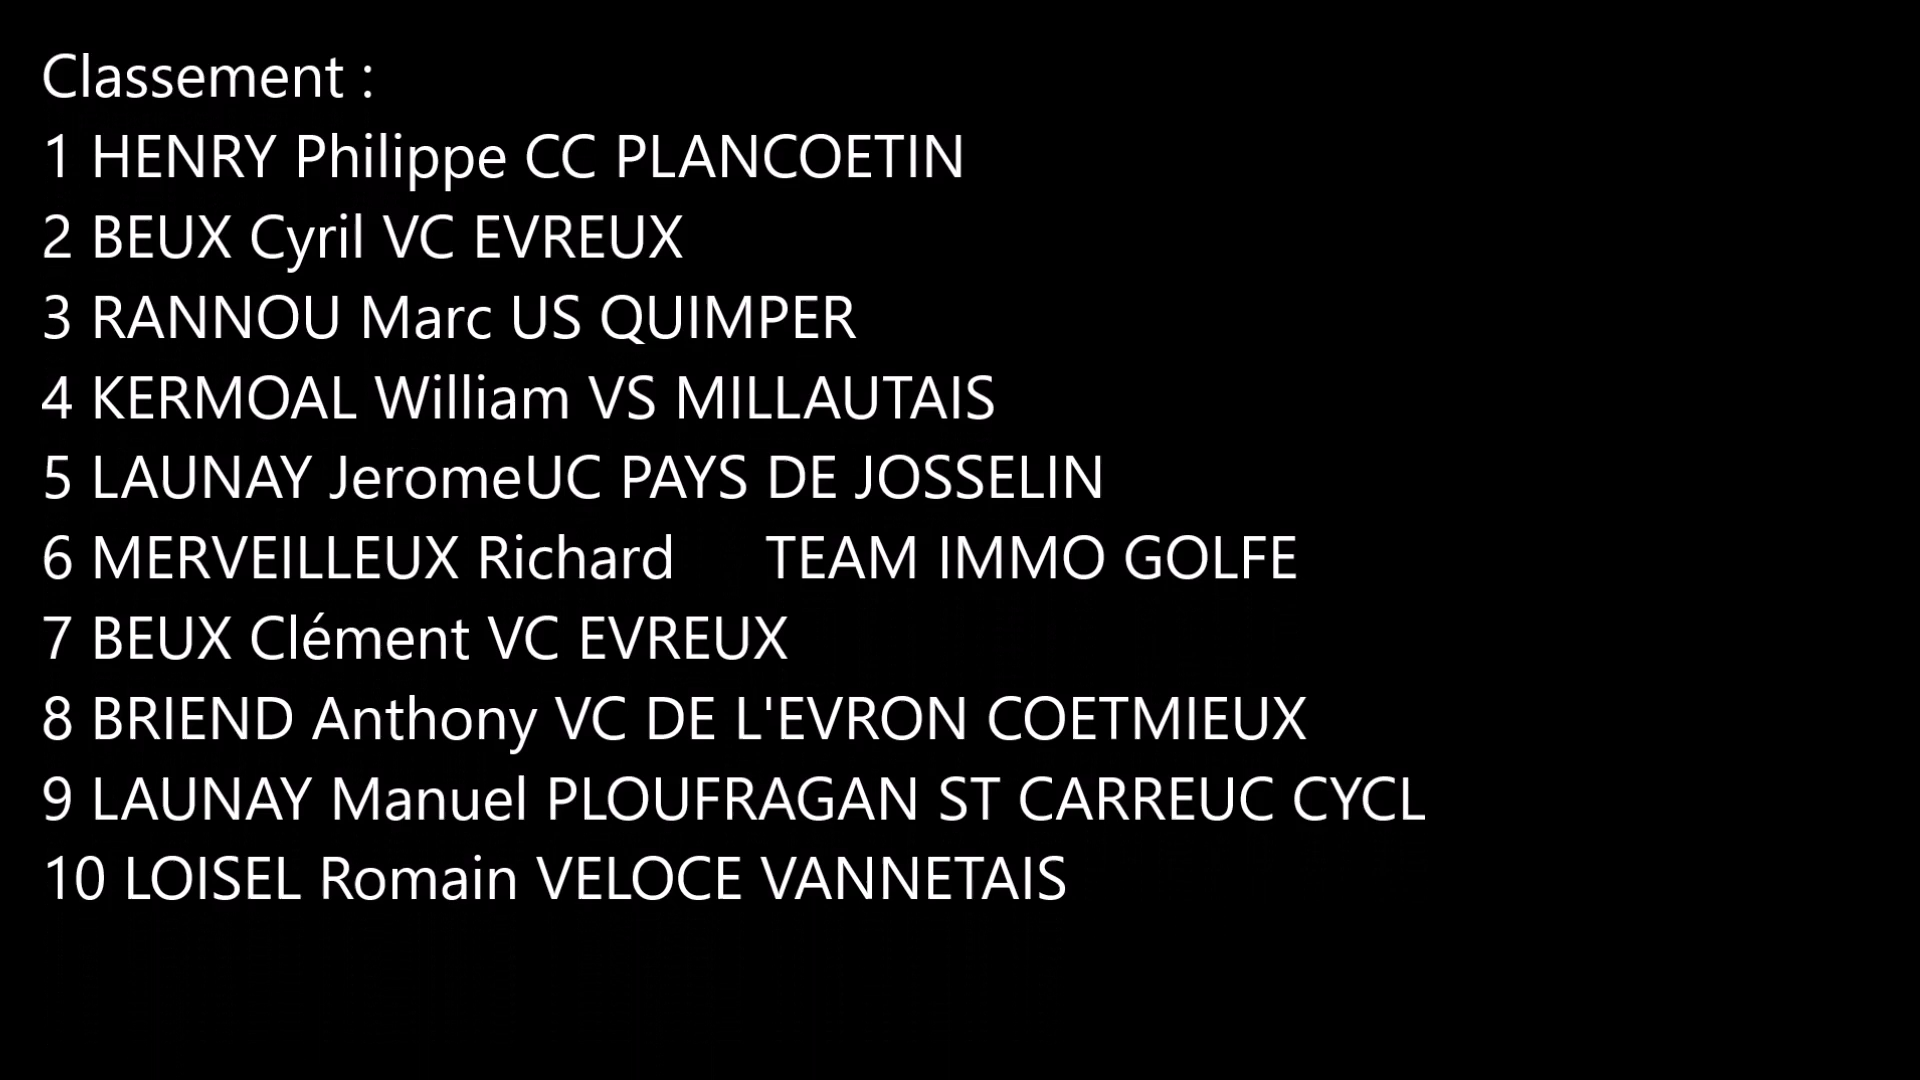 Classement :
1 HENRY Philippe CC PLANCOETIN
2 BEUX Cyril VC EVREUX
3 RANNOU Marc US QUIMPER
4 KERMOAL William VS MILLAUTAIS
5 LAUNAY JeromeUC PAYS DE JOSSELIN
6 MERVEILLEUX Richard     TEAM IMMO GOLFE
7 BEUX Clément VC EVREUX
8 BRIEND Anthony VC DE L'EVRON COETMIEUX
9 LAUNAY Manuel PLOUFRAGAN ST CARREUC CYCL
10 LOISEL Romain VELOCE VANNETAIS